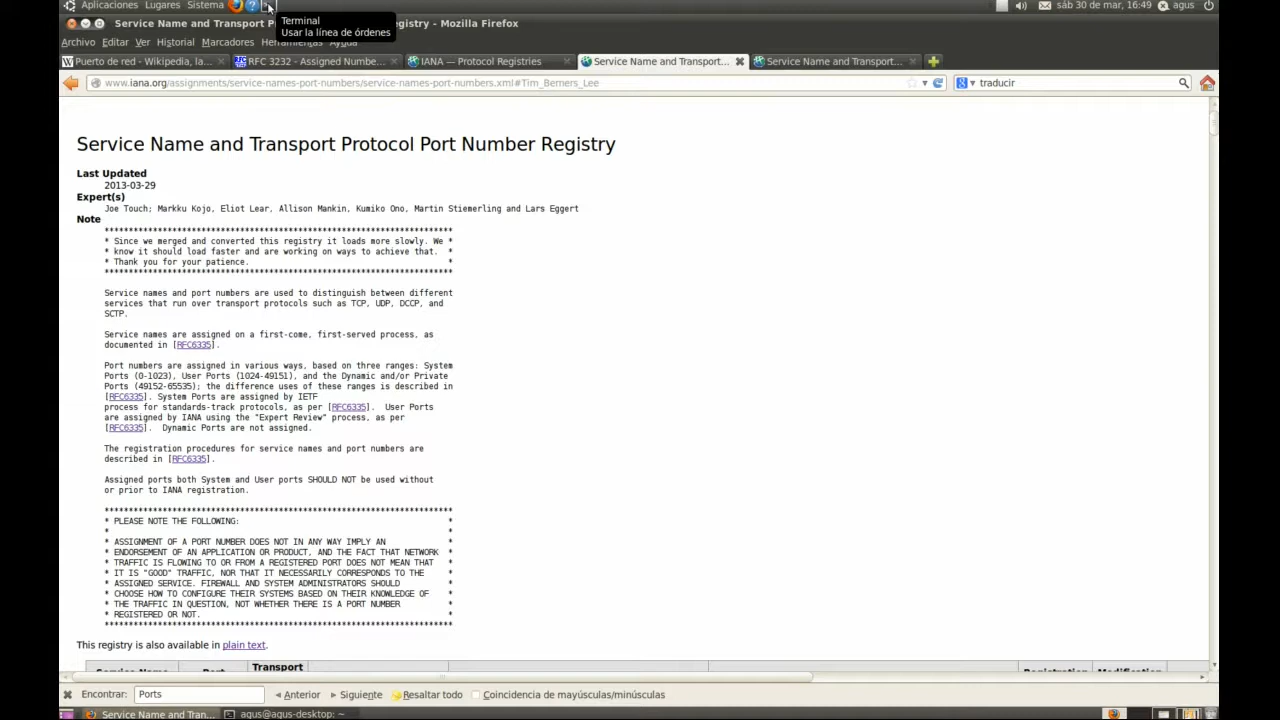 Aplicaciones Lugares Sistema sáb 30 de mar, 16:49 agus
Service Name and Transport P egistry - Mozilla Firefox
Terminal
Usar la línea de órdenes
Archivo Editar Ver Historial Marcadores Herramientas Ayuda
Puerto de red - Wikipedia, la... RFC 3232 - Assigned Numbe... IANA — Protocol Registries Service Name and Transport... Service Name and Transport...
www.iana.org/assignments/service-names-port-numbers/service-names-port-numbers.xml#Tim_Berners_Lee traducir
Service Name and Transport Protocol Port Number Registry
Last Updated
2013-03-29
Expert(s)
Joe Touch; Markku Kojo, Eliot Lear, Allison Mankin, Kumiko Ono, Martin Stiemerling and Lars Eggert
Note
*******************************************************************
* Since we merged and converted this registry it loads more slowly. We *
* know it should load faster and are working on ways to achieve that. *
* Thank you for your patience. *
*******************************************************************
Service names and port numbers are used to distinguish between different
services that run over transport protocols such as TCP, UDP, DCCP, and
SCTP.
Service names are assigned on a first-come, first-served process, as
documented in [RFC6335].
Port numbers are assigned in various ways, based on three ranges: System
Ports (0-1023), User Ports (1024-49151), and the Dynamic and/or Private
Ports (49152-65535); the difference uses of these ranges is described in
[RFC6335]. System Ports are assigned by IETF
process for standards-track protocols, as per [RFC6335]. User Ports
are assigned by IANA using the "Expert Review" process, as per
[RFC6335]. Dynamic Ports are not assigned.
The registration procedures for service names and port numbers are
described in [RFC6335].
Assigned ports both System and User ports SHOULD NOT be used without
or prior to IANA registration.
*******************************************************************
* PLEASE NOTE THE FOLLOWING: *
* *
* ASSIGNMENT OF A PORT NUMBER DOES NOT IN ANY WAY IMPLY AN *
* ENDORSEMENT OF AN APPLICATION OR PRODUCT, AND THE FACT THAT NETWORK *
* TRAFFIC IS FLOWING TO OR FROM A REGISTERED PORT DOES NOT MEAN THAT *
* IT IS "GOOD" TRAFFIC, NOR THAT IT NECESSARILY CORRESPONDS TO THE *
* ASSIGNED SERVICE. FIREWALL AND SYSTEM ADMINISTRATORS SHOULD *
* CHOOSE HOW TO CONFIGURE THEIR SYSTEMS BASED ON THEIR KNOWLEDGE OF *
* THE TRAFFIC IN QUESTION, NOT WHETHER THERE IS A PORT NUMBER *
* REGISTERED OR NOT. *
*******************************************************************
This registry is also available in plain text.
Service Name Port Transport Registration Modification
Encontrar: Ports Anterior Siguiente Resaltar todo Coincidencia de mayúsculas/minúsculas
Service Name and Tran... agus@agus-desktop: ~